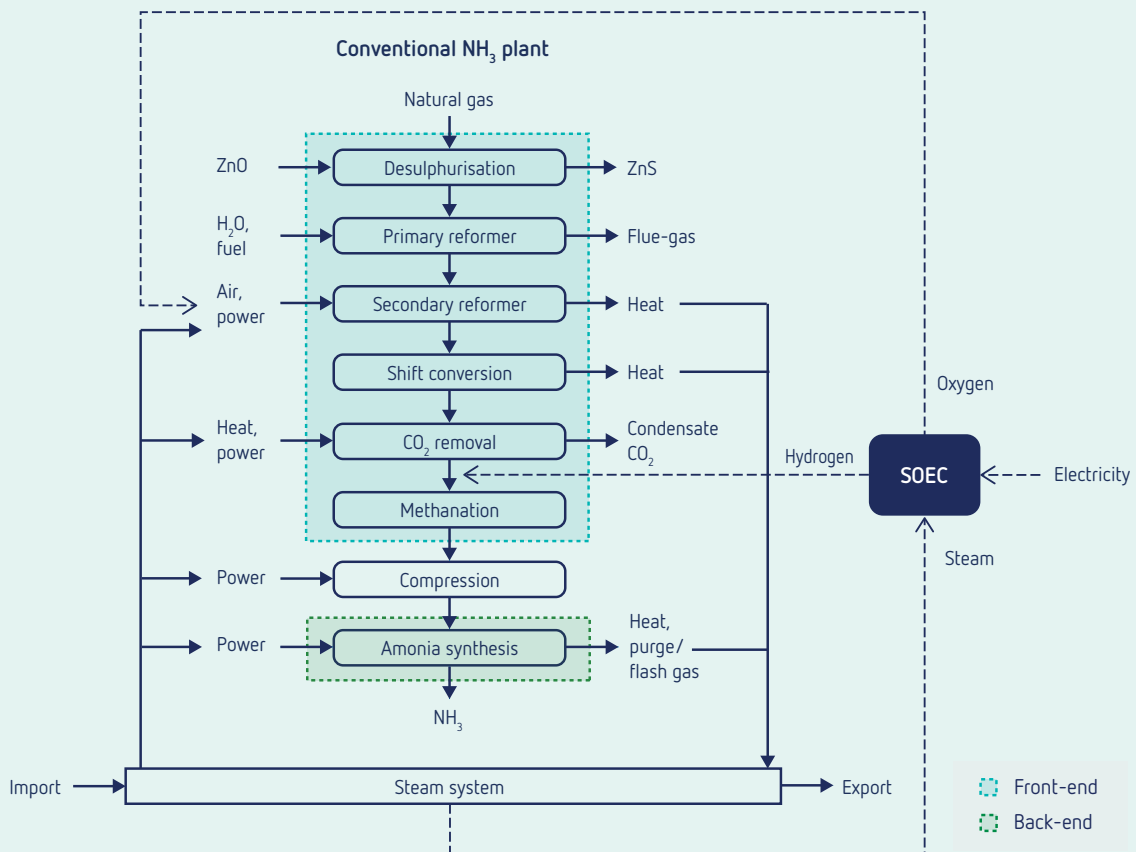 Conventional NH₃ plant
Natural gas
ZnO
Desulphurisation
ZnS
H₂O,
fuel
Primary reformer
Flue-gas
Air,
power
Secondary reformer
Heat
Shift conversion
Heat
Oxygen
Heat,
power
CO₂ removal
Condensate
CO₂
Hydrogen
SOEC
Electricity
Methanation
Steam
Power
Compression
Power
Amonia synthesis
Heat,
purge/
flash gas
NH₃
Import
Steam system
Export
Front-end
Back-end